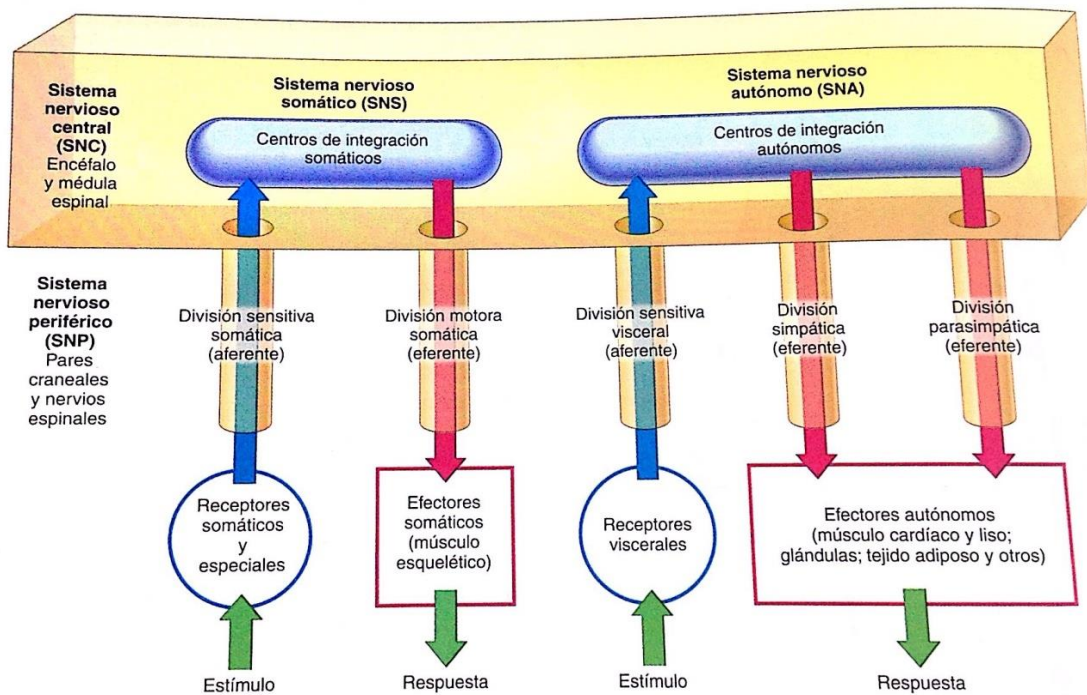 Sistema
nervioso
central
(SNC)
Encéfalo
y médula
espinal
Sistema nervioso
somático (SNS)
Centros de integración
somáticos
Sistema nervioso
autónomo (SNA)
Centros de integración
autónomos
Sistema
nervioso
periférico
(SNP)
Pares
craneales
y nervios
espinales
División sensitiva
somática
(aferente)
División motora
somática
(eferente)
División sensitiva
visceral
(aferente)
División
simpática
(eferente)
División
parasimpática
(eferente)
Receptores
somáticos
y
especiales
Efectores
somáticos
(músculo
esquelético)
Receptores
viscerales
Efectores autónomos
(músculo cardíaco y liso;
glándulas; tejido adiposo y otros)
Estímulo
Respuesta
Estímulo
Respuesta